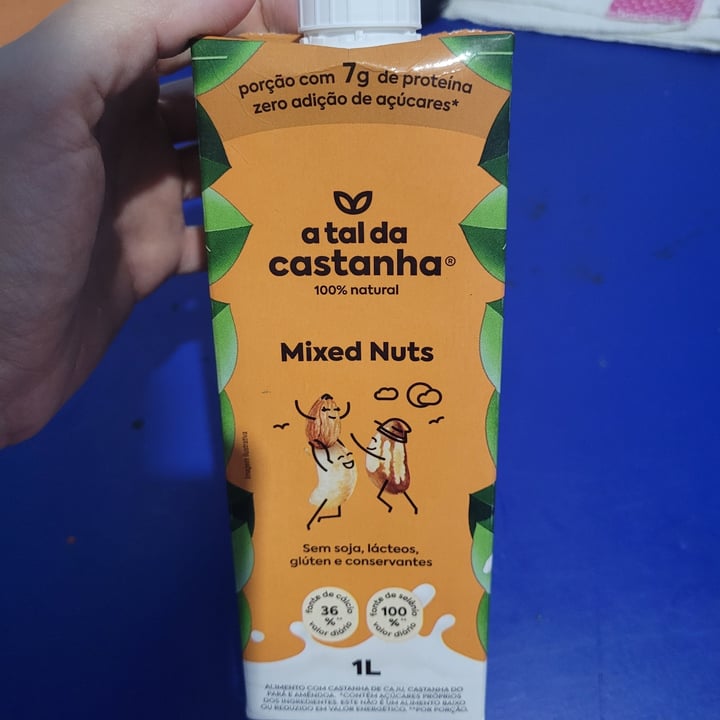 porção com 7g de proteína
zero adição de açúcares*
a tal da
castanha®
100% natural
Mixed Nuts
Imagem ilustrativa
Sem soja, lácteos,
glúten e conservantes
fonte de cálcio
36
%**
valor diário
fonte de selênio
100
%**
valor diário
1L
ALIMENTO COM CASTANHA DE CAJU, CASTANHA DO
PARÁ E AMÊNDOA. *CONTÉM AÇÚCARES PRÓPRIOS
DOS INGREDIENTES. ESTE NÃO É UM ALIMENTO BAIXO
OU REDUZIDO EM VALOR ENERGÉTICO. **POR PORÇÃO.